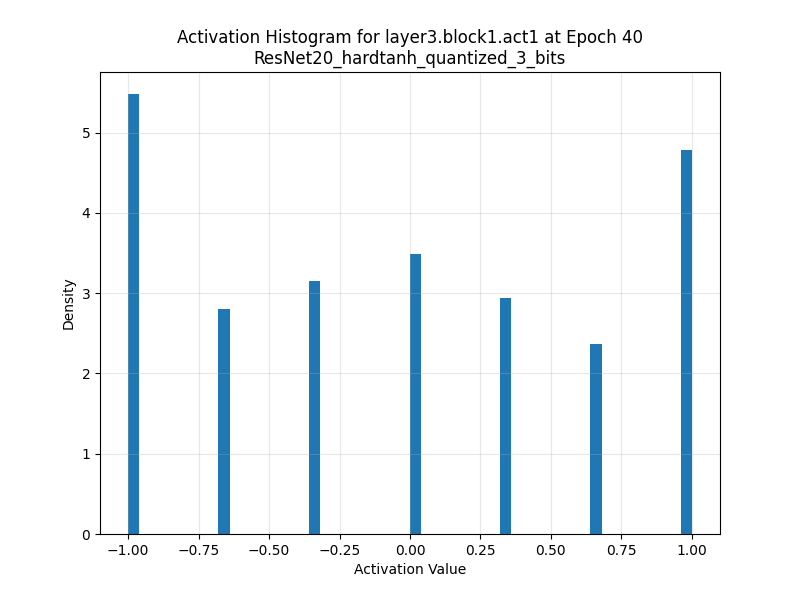 Activation Histogram for layer3.block1.act1 at Epoch 40
ResNet20_hardtanh_quantized_3_bits
Density
5
4
3
2
1
0
−1.00 −0.75 −0.50 −0.25 0.00 0.25 0.50 0.75 1.00
Activation Value